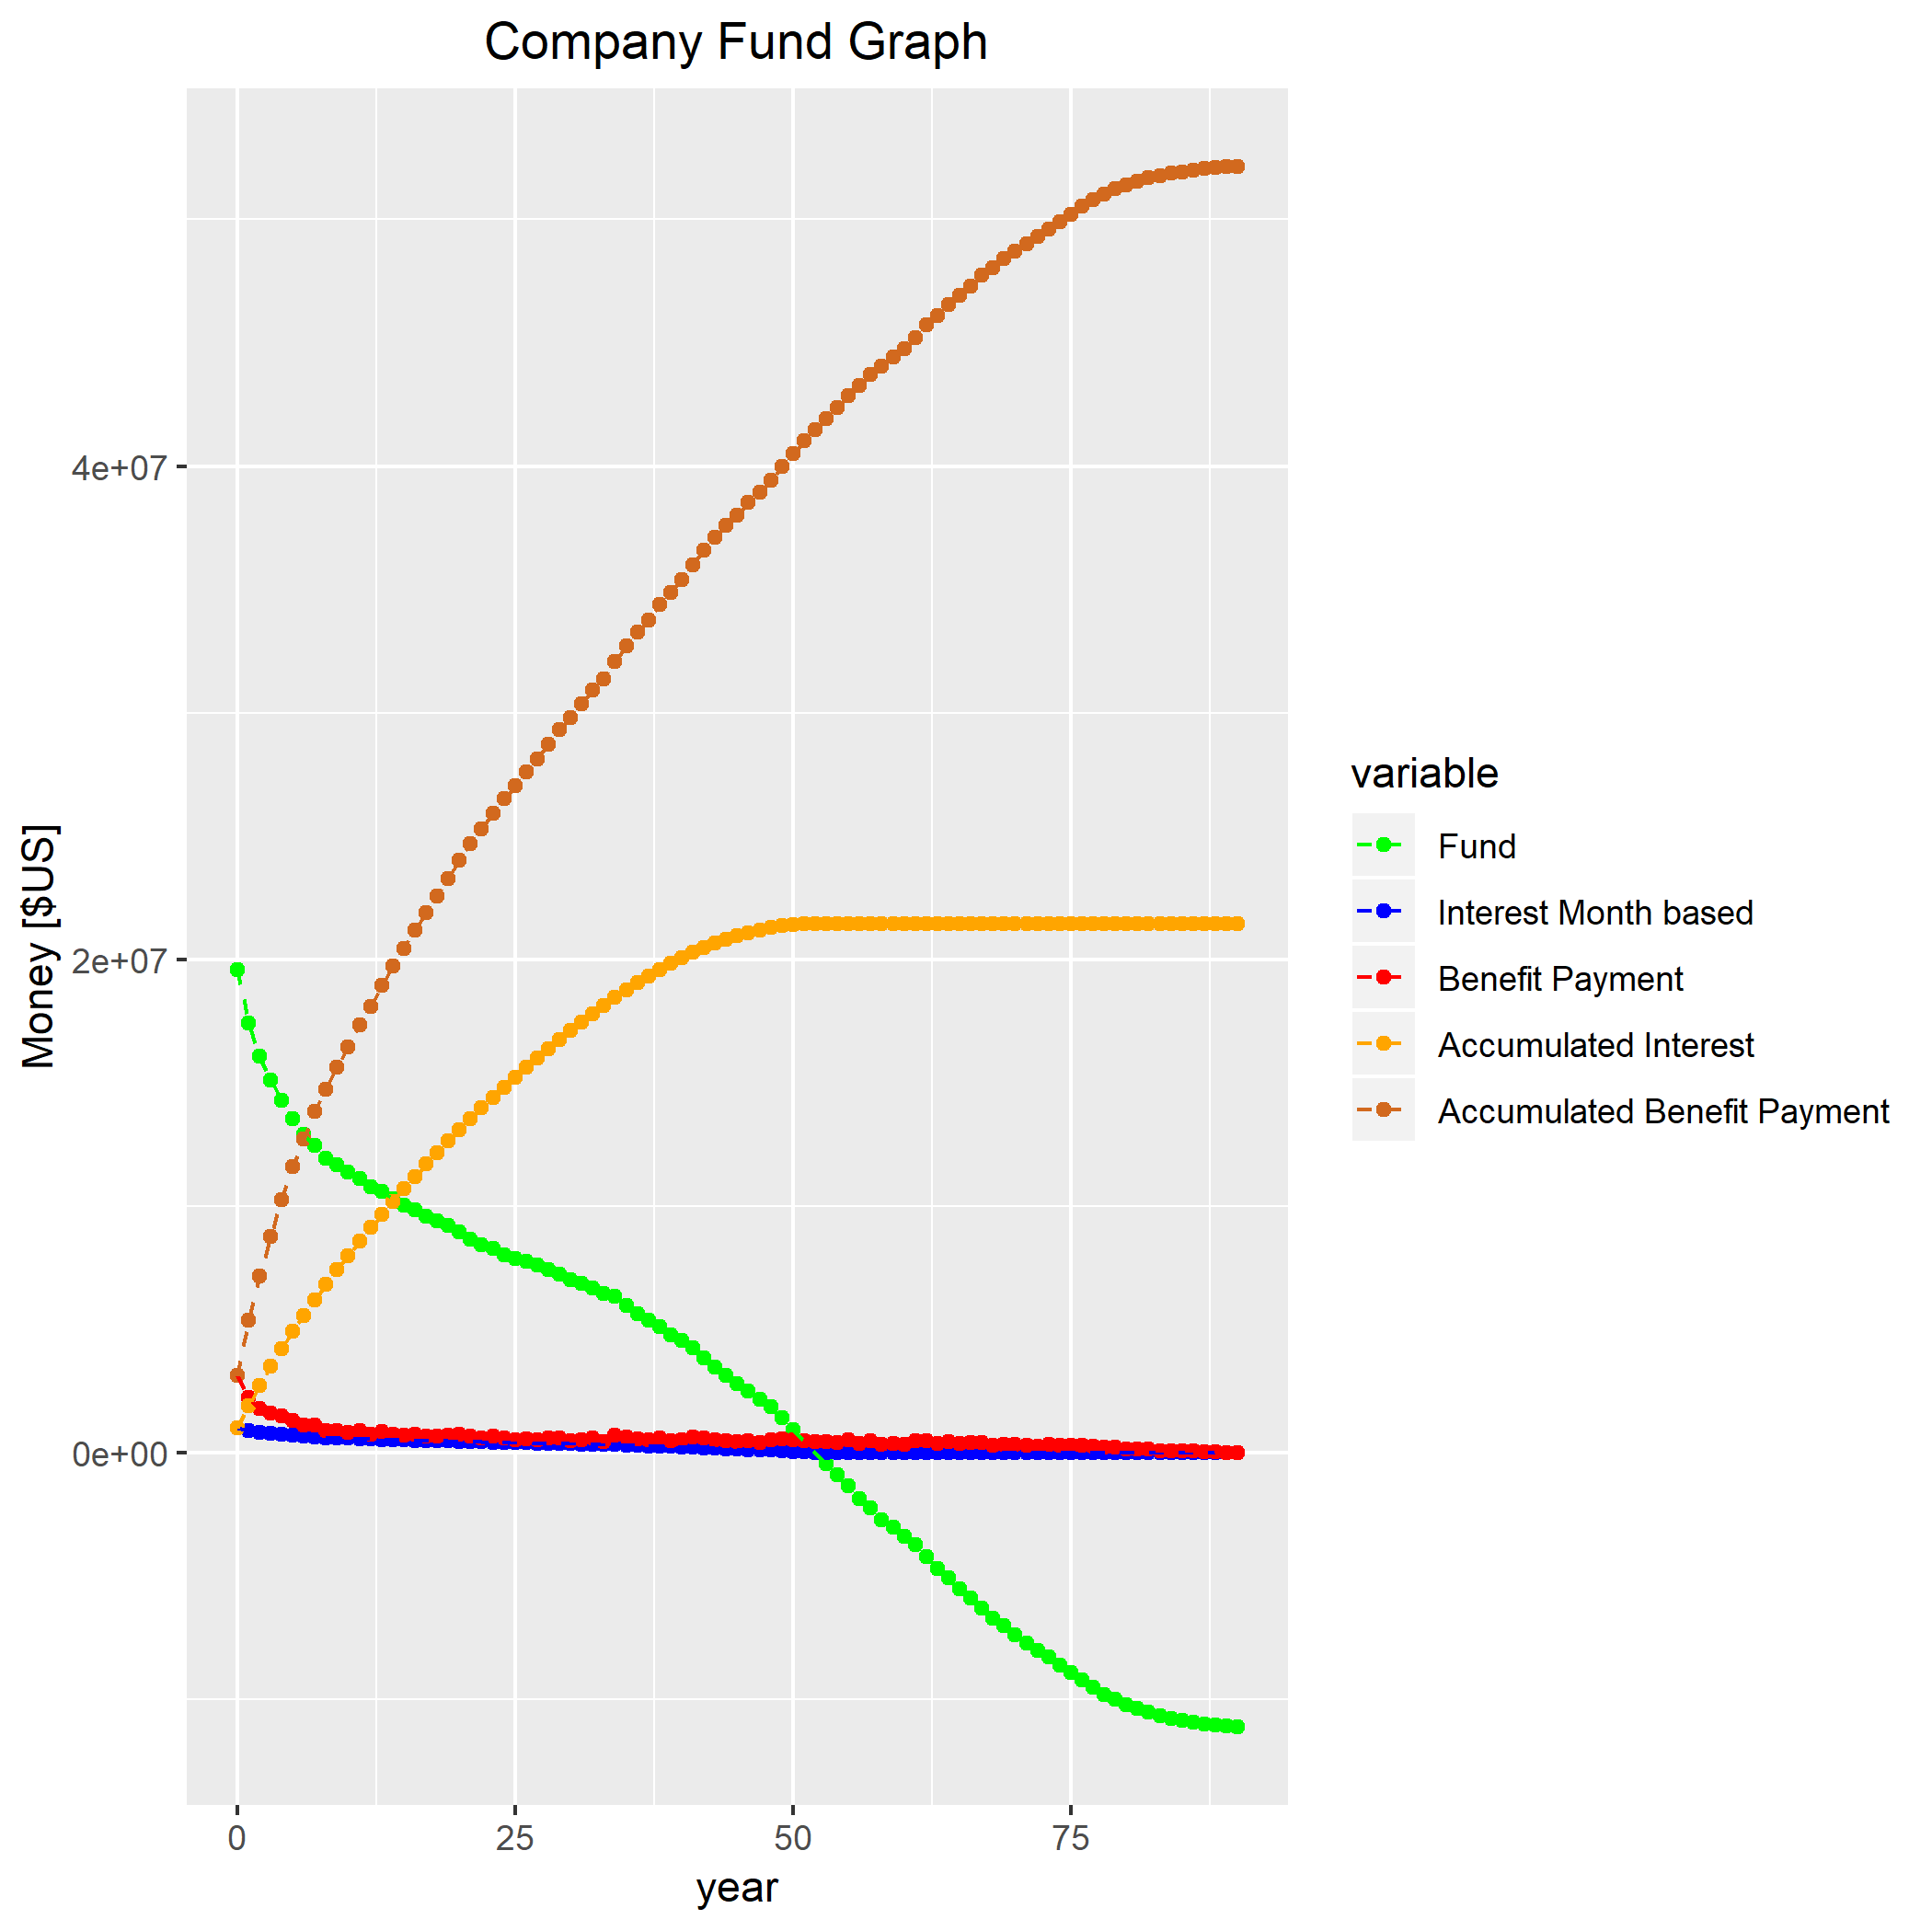 Company Fund Graph
Money [$US]
4e+07
2e+07
0e+00
0
25
50
75
year
variable
Fund
Interest Month based
Benefit Payment
Accumulated Interest
Accumulated Benefit Payment